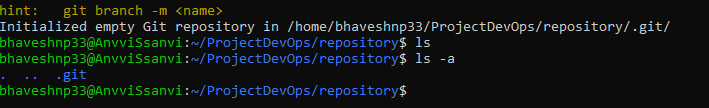 hint:   git branch -m <name>
Initialized empty Git repository in /home/bhaveshnp33/ProjectDevOps/repository/.git/
bhaveshnp33@AnvviSsanvi:~/ProjectDevOps/repository$ ls
bhaveshnp33@AnvviSsanvi:~/ProjectDevOps/repository$ ls -a
.  ..  .git
bhaveshnp33@AnvviSsanvi:~/ProjectDevOps/repository$